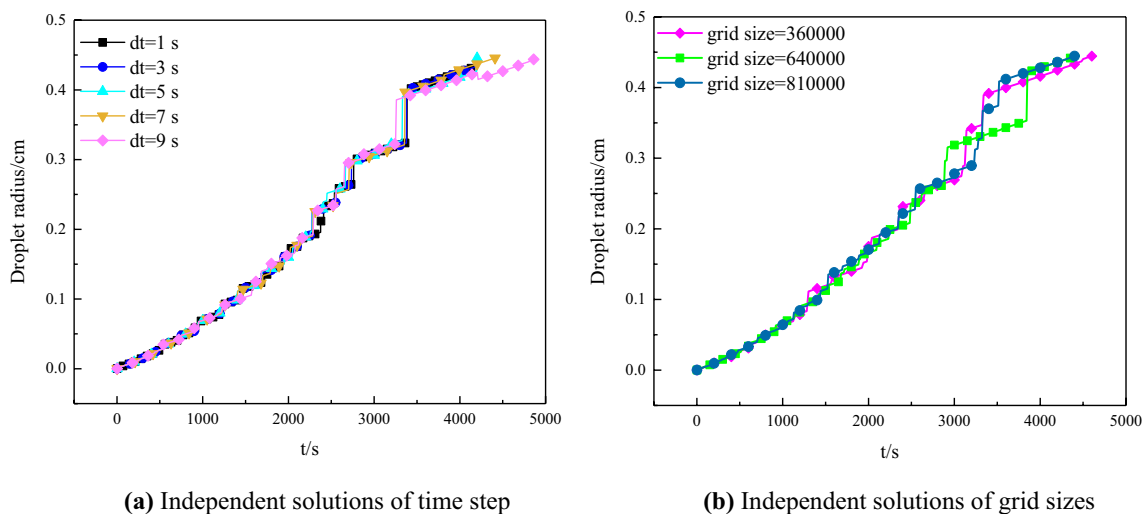 0.5
0.4
0.3
0.2
0.1
0.0
Droplet radius/cm
0
1000
2000
3000
4000
5000
t/s
(a)
dt=1 s
dt=3 s
dt=5 s
dt=7 s
dt=9 s
(a) Independent solutions of time step
0.5
0.4
0.3
0.2
0.1
0.0
Droplet radius/cm
0
1000
2000
3000
4000
5000
t/s
(b)
grid size=360000
grid size=640000
grid size=810000
(b) Independent solutions of grid sizes